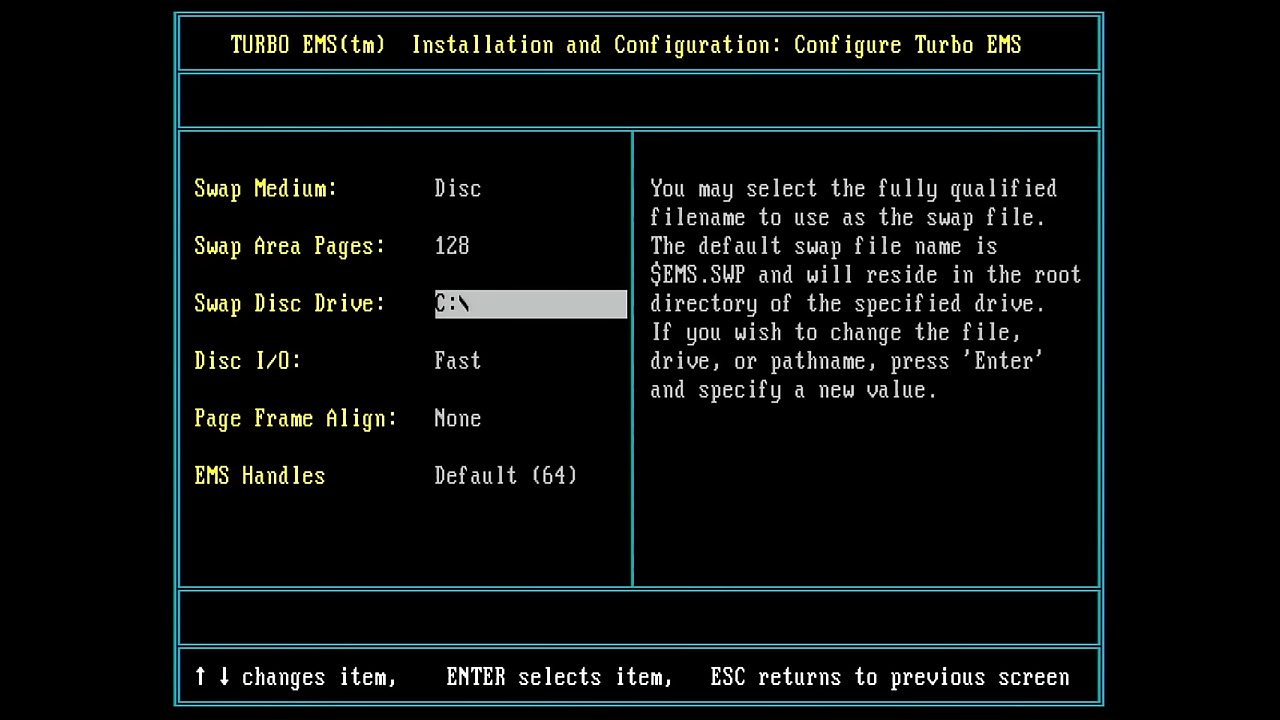 TURBO EMS(tm)  Installation and Configuration: Configure Turbo EMS
Swap Medium: Disc
Swap Area Pages: 128
Swap Disc Drive: C:\
Disc I/O: Fast
Page Frame Align: None
EMS Handles Default (64)
You may select the fully qualified
filename to use as the swap file.
The default swap file name is
$EMS.SWP and will reside in the root
directory of the specified drive.
If you wish to change the file,
drive, or pathname, press 'Enter'
and specify a new value.
↑ ↓ changes item,    ENTER selects item,   ESC returns to previous screen